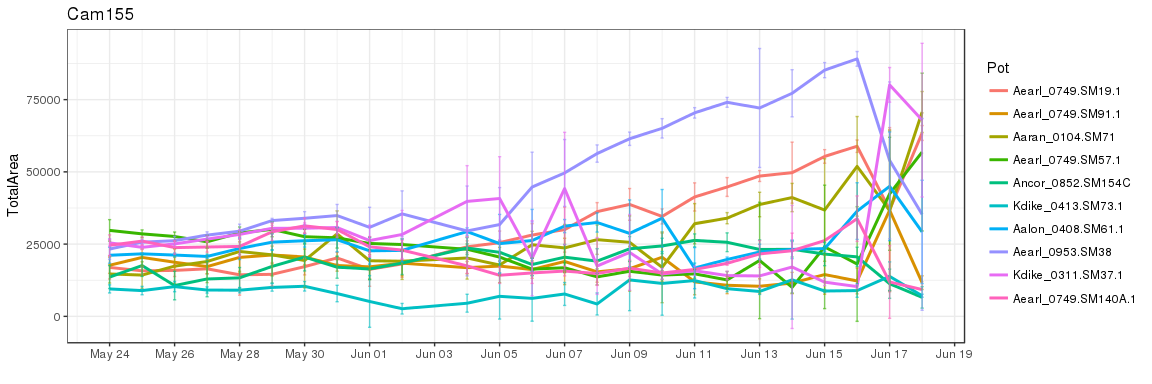 Cam155
TotalArea
75000
50000
25000
0
May 24 May 26 May 28 May 30 Jun 01 Jun 03 Jun 05 Jun 07 Jun 09 Jun 11 Jun 13 Jun 15 Jun 17 Jun 19
Pot
Aearl_0749.SM19.1
Aearl_0749.SM91.1
Aaran_0104.SM71
Aearl_0749.SM57.1
Ancor_0852.SM154C
Kdike_0413.SM73.1
Aalon_0408.SM61.1
Aearl_0953.SM38
Kdike_0311.SM37.1
Aearl_0749.SM140A.1